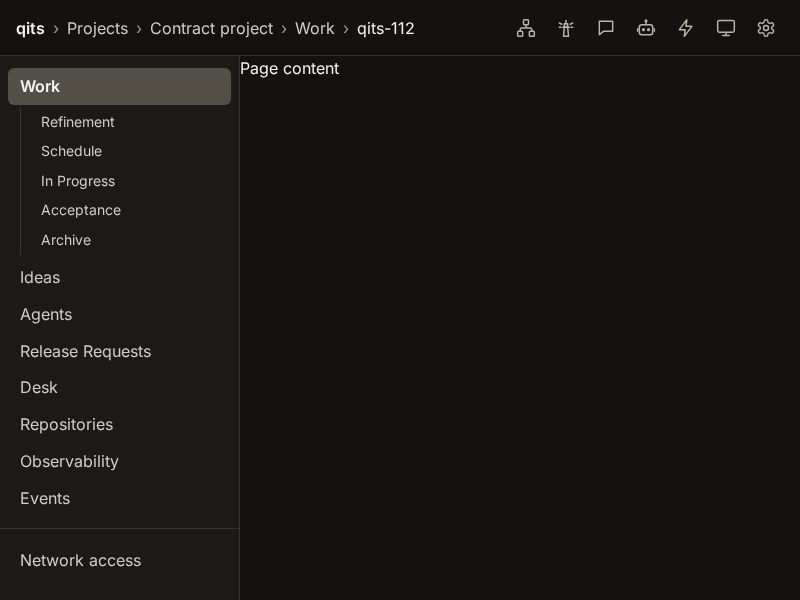 qits › Projects › Contract project › Work › qits-112
Work
Refinement
Schedule
In Progress
Acceptance
Archive
Ideas
Agents
Release Requests
Desk
Repositories
Observability
Events
Network access
Page content